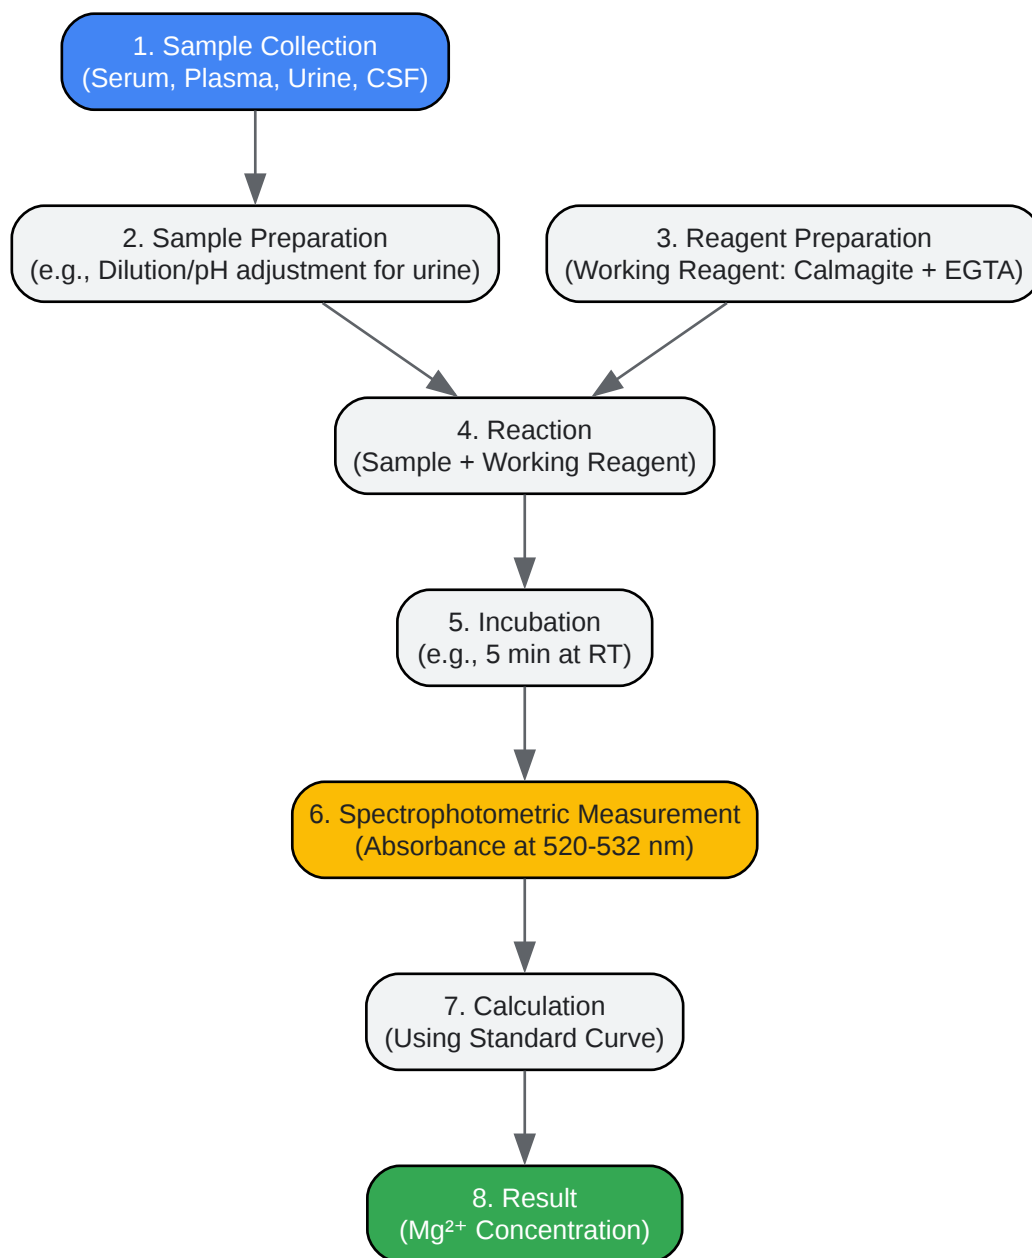 1. Sample Collection
(Serum, Plasma, Urine, CSF)
2. Sample Preparation
(e.g., Dilution/pH adjustment for urine)
3. Reagent Preparation
(Working Reagent: Calmagite + EGTA)
4. Reaction
(Sample + Working Reagent)
5. Incubation
(e.g., 5 min at RT)
6. Spectrophotometric Measurement
(Absorbance at 520-532 nm)
7. Calculation
(Using Standard Curve)
8. Result
(Mg²⁺ Concentration)